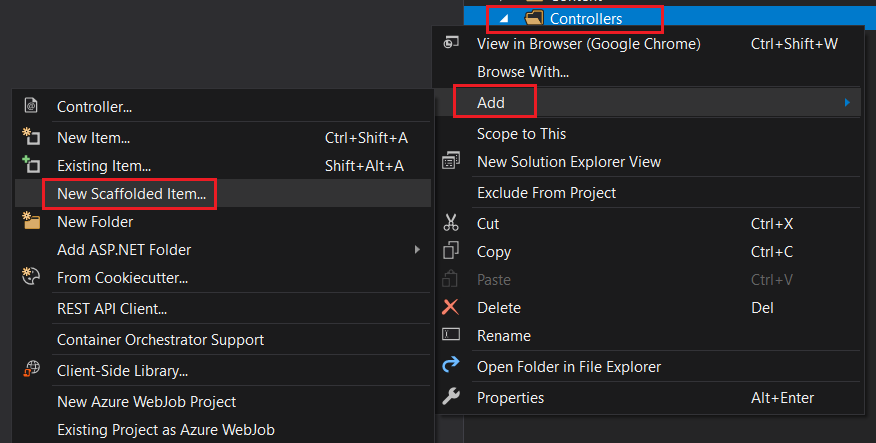 Content
Controllers
View in Browser (Google Chrome) Ctrl+Shift+W
Browse With...
Add
Scope to This
New Solution Explorer View
Exclude From Project
Cut Ctrl+X
Copy Ctrl+C
Paste Ctrl+V
Delete Del
Rename
Open Folder in File Explorer
Properties Alt+Enter
Controller...
New Item... Ctrl+Shift+A
Existing Item... Shift+Alt+A
New Scaffolded Item...
New Folder
Add ASP.NET Folder
From Cookiecutter...
REST API Client...
Container Orchestrator Support
Client-Side Library...
New Azure WebJob Project
Existing Project as Azure WebJob